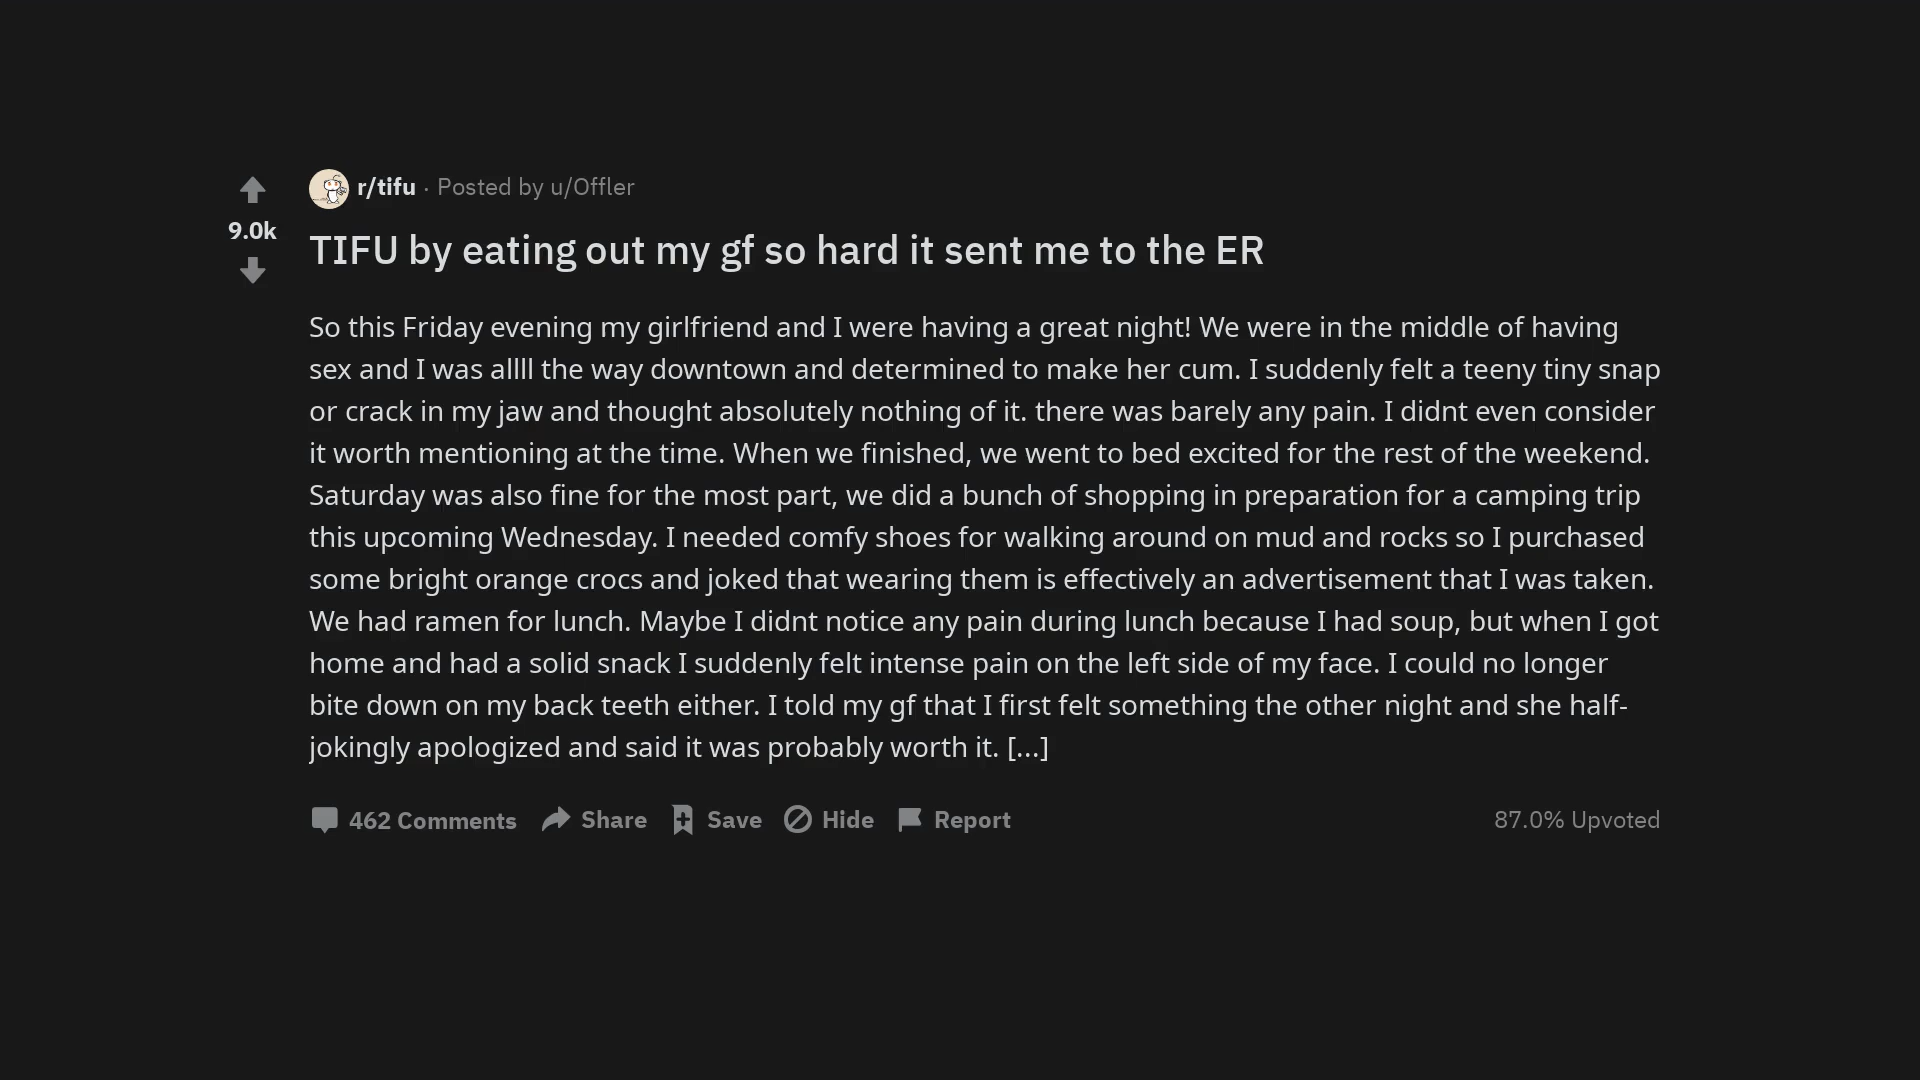 r/tifu · Posted by u/Offler
9.0k
TIFU by eating out my gf so hard it sent me to the ER
So this Friday evening my girlfriend and I were having a great night! We were in the middle of having
sex and I was allll the way downtown and determined to make her cum. I suddenly felt a teeny tiny snap
or crack in my jaw and thought absolutely nothing of it. there was barely any pain. I didnt even consider
it worth mentioning at the time. When we finished, we went to bed excited for the rest of the weekend.
Saturday was also fine for the most part, we did a bunch of shopping in preparation for a camping trip
this upcoming Wednesday. I needed comfy shoes for walking around on mud and rocks so I purchased
some bright orange crocs and joked that wearing them is effectively an advertisement that I was taken.
We had ramen for lunch. Maybe I didnt notice any pain during lunch because I had soup, but when I got
home and had a solid snack I suddenly felt intense pain on the left side of my face. I could no longer
bite down on my back teeth either. I told my gf that I first felt something the other night and she half-
jokingly apologized and said it was probably worth it. [...]
462 Comments Share Save Hide Report 87.0% Upvoted